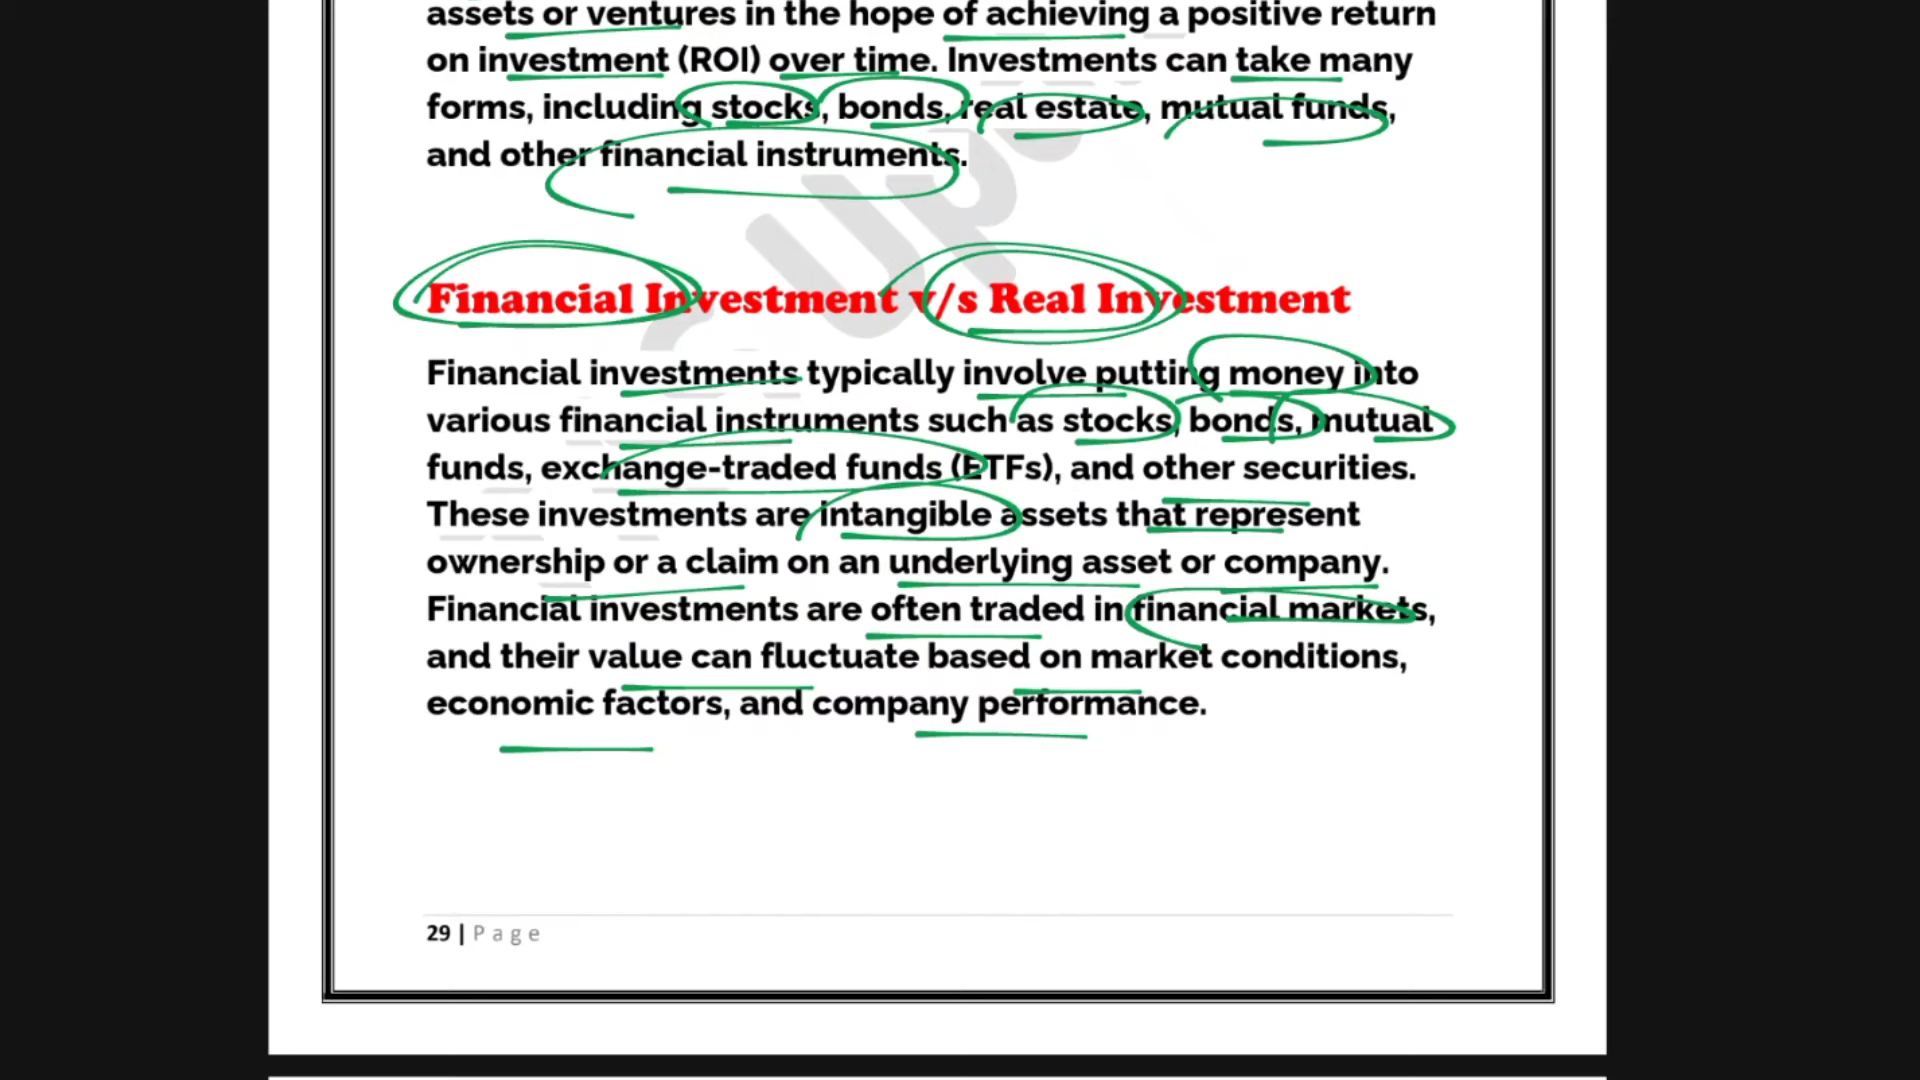 assets or ventures in the hope of achieving a positive return
on investment (ROI) over time. Investments can take many
forms, including stocks, bonds, real estate, mutual funds,
and other financial instruments.
Financial Investment v/s Real Investment
Financial investments typically involve putting money into
various financial instruments such as stocks, bonds, mutual
funds, exchange-traded funds (ETFs), and other securities.
These investments are intangible assets that represent
ownership or a claim on an underlying asset or company.
Financial investments are often traded in financial markets,
and their value can fluctuate based on market conditions,
economic factors, and company performance.
29 | Page